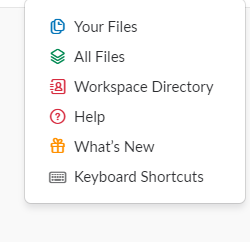 Your Files
All Files
Workspace Directory
Help
What's New
Keyboard Shortcuts